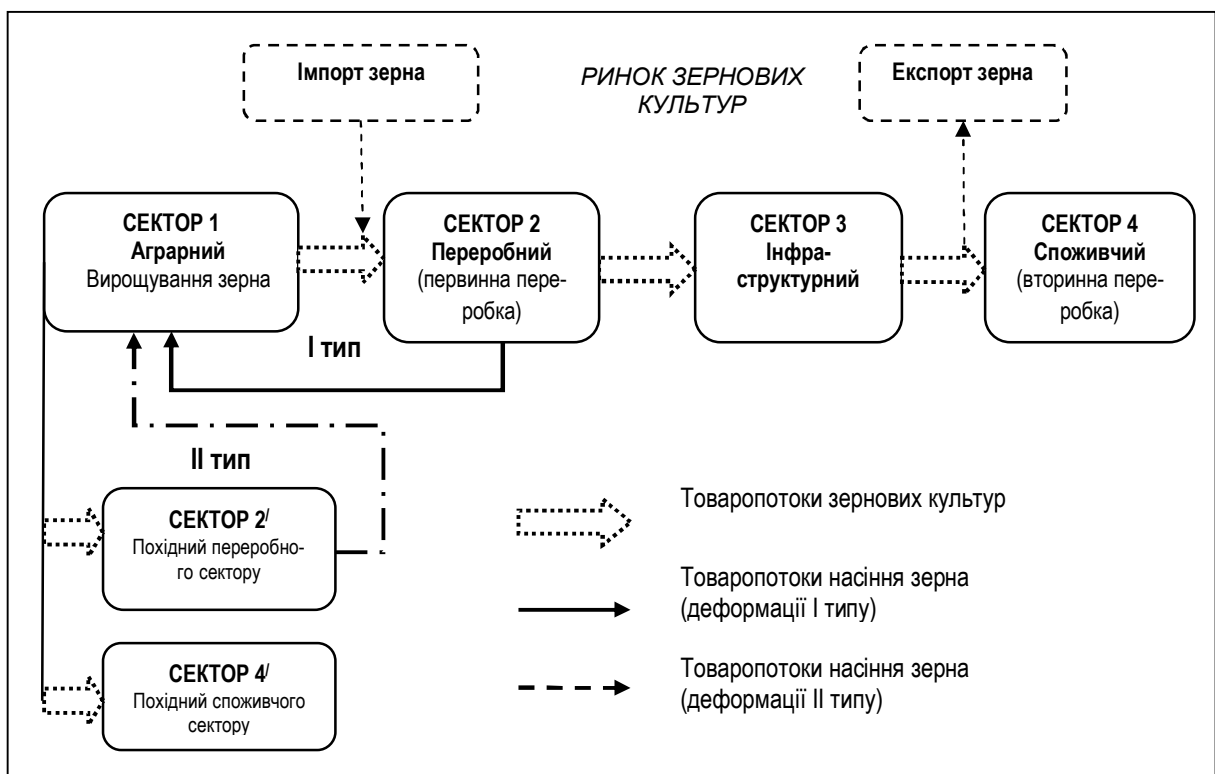 Імпорт зерна
РИНОК ЗЕРНОВИХ
КУЛЬТУР
Експорт зерна
СЕКТОР 1
Аграрний
Вирощування зерна
СЕКТОР 2
Переробний
(первинна пере-
робка)
СЕКТОР 3
Інфра-
структурний
СЕКТОР 4
Споживчий
(вторинна пере-
робка)
І тип
ІІ тип
СЕКТОР 2/
Похідний переробно-
го сектору
СЕКТОР 4/
Похідний споживчого
сектору
Товаропотоки зернових культур
Товаропотоки насіння зерна
(деформації І типу)
Товаропотоки насіння зерна
(деформації ІІ типу)